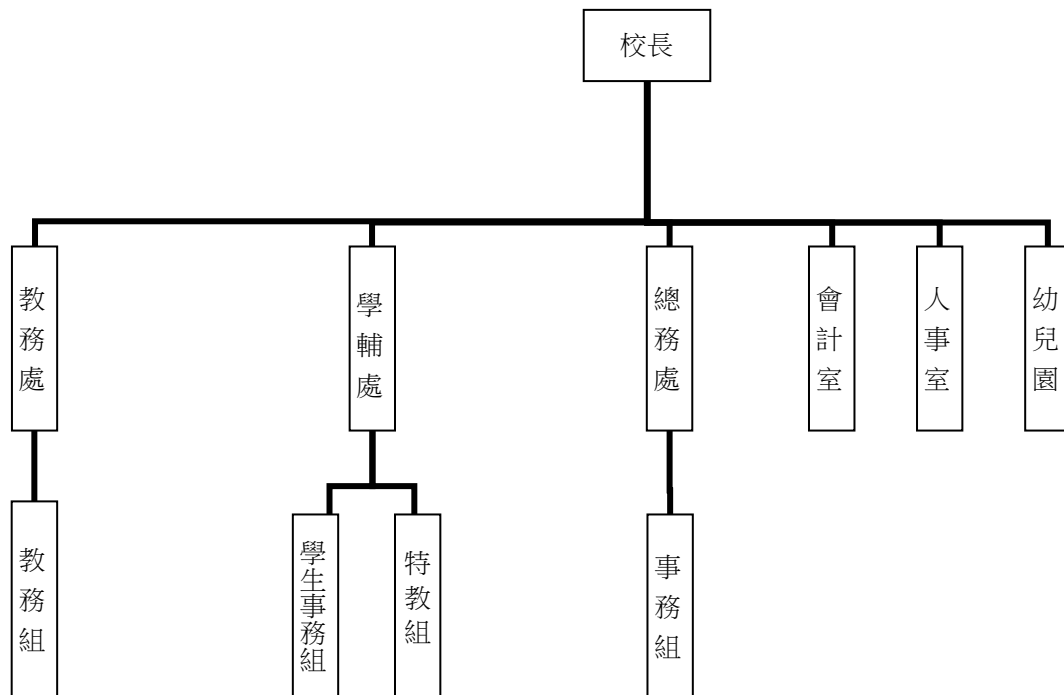 校長
教務處
學輔處
總務處
會計室
人事室
幼兒園
教務組
學生事務組
特教組
事務組